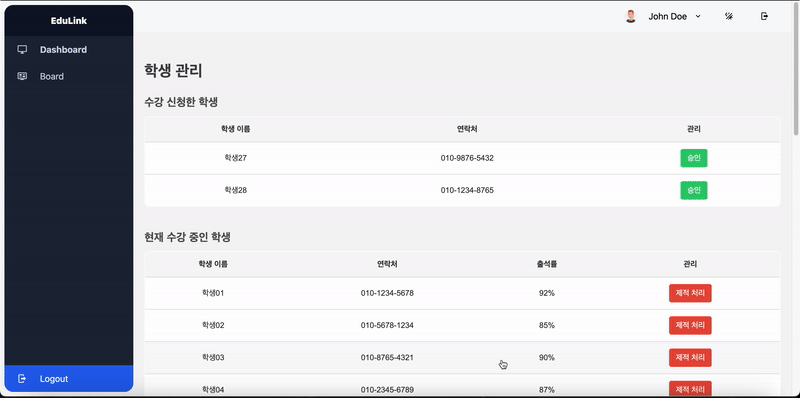 EduLink
John Doe
Dashboard
Board
학생 관리
수강 신청한 학생
학생 이름 연락처 관리
학생27 010-9876-5432 승인
학생28 010-1234-8765 승인
현재 수강 중인 학생
학생 이름 연락처 출석률 관리
학생01 010-1234-5678 92% 제적 처리
학생02 010-5678-1234 85% 제적 처리
학생03 010-8765-4321 90% 제적 처리
학생04 010-2345-6789 87% 제적 처리
Logout